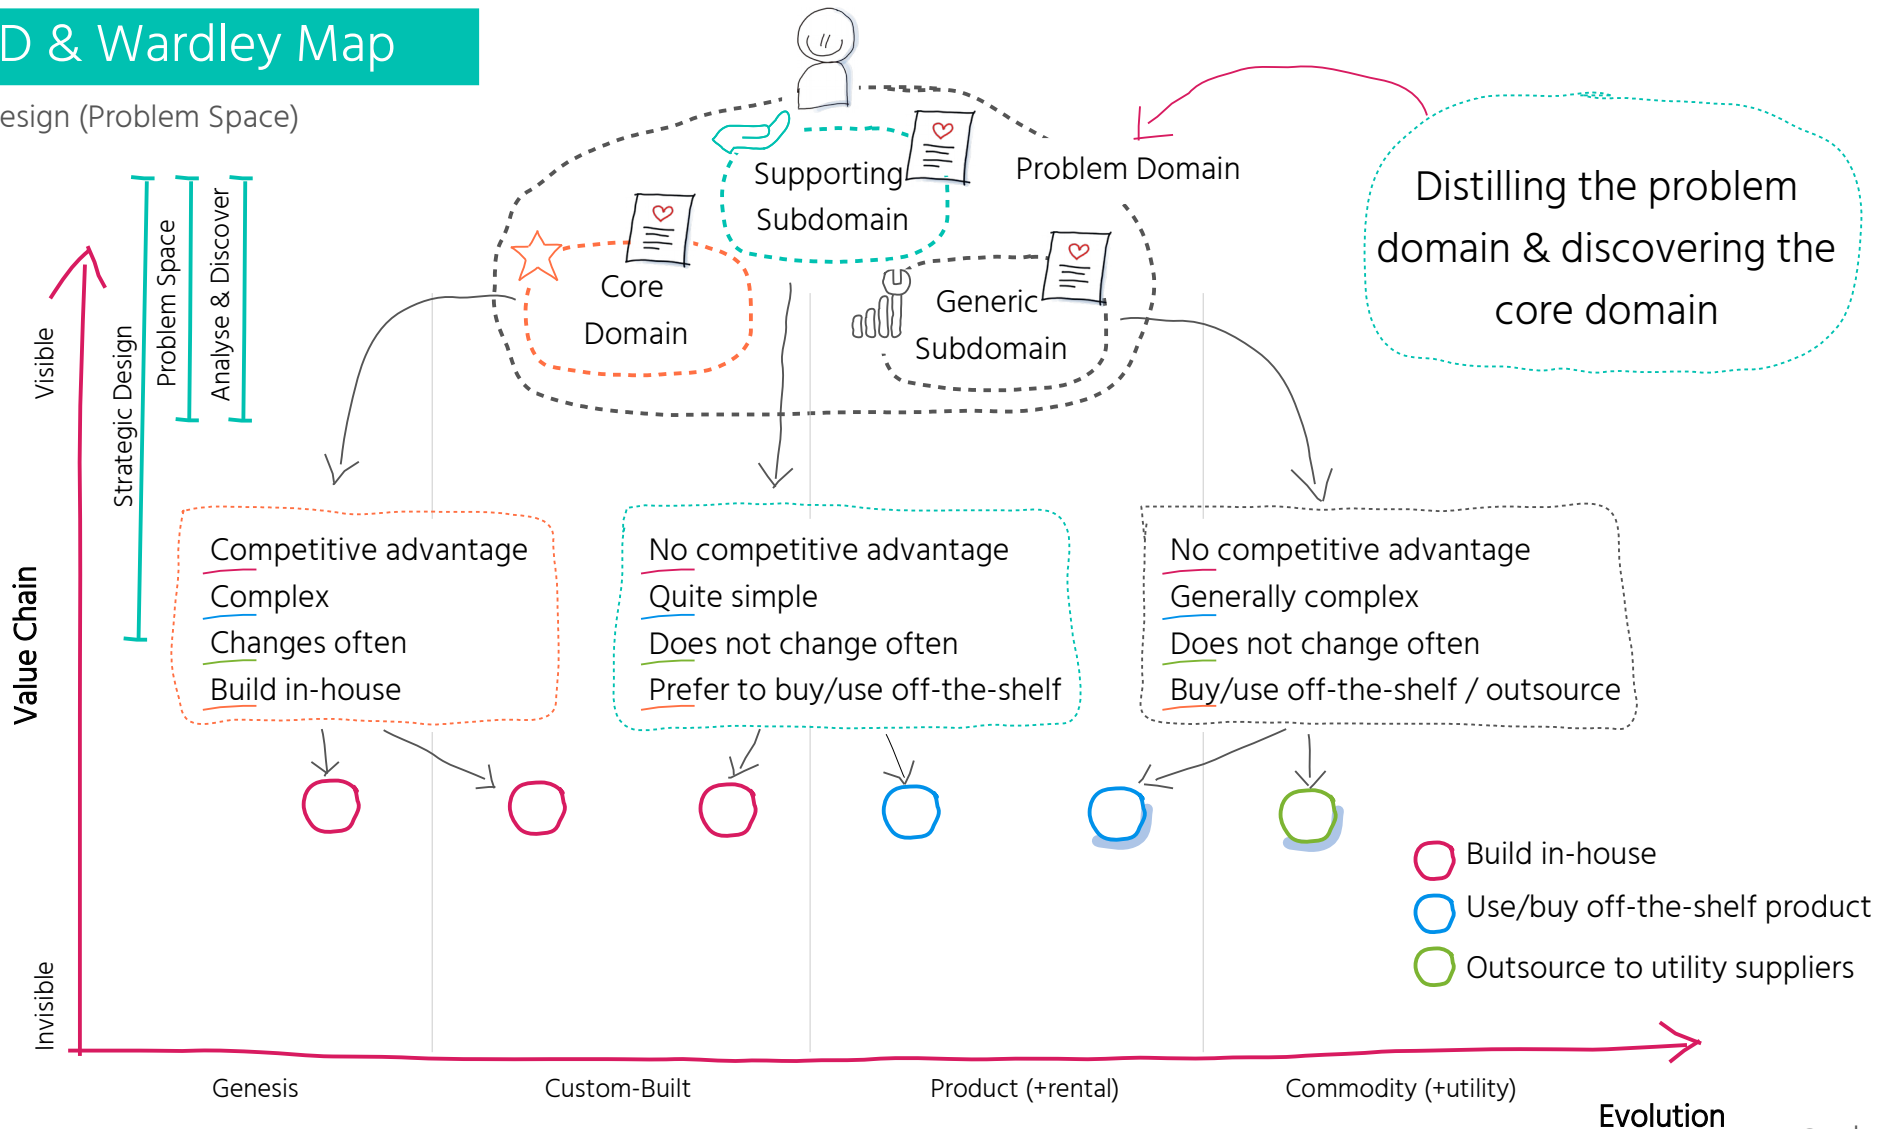 D & Wardley Map
esign (Problem Space)
Supporting
Subdomain
Problem Domain
Core
Domain
Generic
Subdomain
Distilling the problem
domain & discovering the
core domain
Strategic Design
Problem Space
Analyse & Discover
Visible
Value Chain
Invisible
Competitive advantage
Complex
Changes often
Build in-house
No competitive advantage
Quite simple
Does not change often
Prefer to buy/use off-the-shelf
No competitive advantage
Generally complex
Does not change often
Buy/use off-the-shelf / outsource
Build in-house
Use/buy off-the-shelf product
Outsource to utility suppliers
Genesis
Custom-Built
Product (+rental)
Commodity (+utility)
Evolution